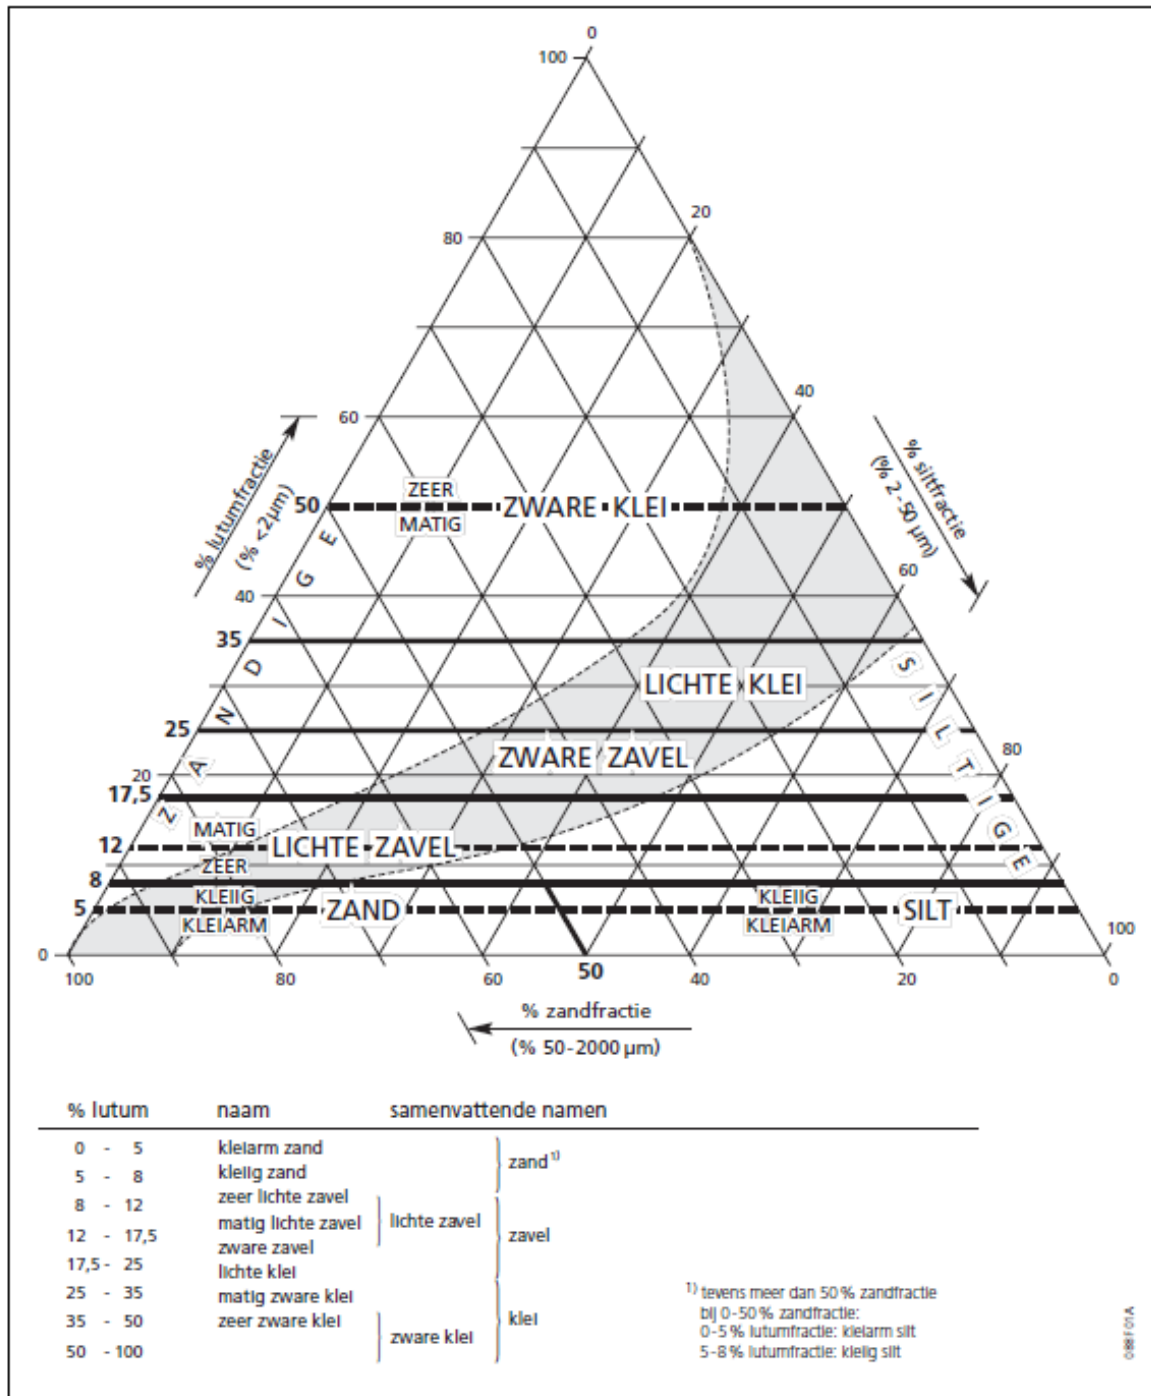 0
100
20
80
40
60
% lutumfractie
(% <2µm)
% siltfractie
(% 2-50 µm)
ZEER
50
ZWARE KLEI
MATIG
60
40
35
LICHTE KLEI
25
ZWARE ZAVEL
80
20
17,5
ZANDIGE
SILTIGE
MATIG
12
LICHTE ZAVEL
ZEER
8
KLEIIG
KLEIIG
5
ZAND
SILT
KLEIARM
KLEIARM
100
0
100
80
60
50
40
20
0
% zandfractie
(% 50-2000 µm)
% lutum naam samenvattende namen
0 - 5 kleiarm zand
zand 1)
5 - 8 kleiig zand
8 - 12 zeer lichte zavel
lichte zavel
12 - 17,5 matig lichte zavel
zavel
17,5 - 25 zware zavel
25 - 35 lichte klei
35 - 50 matig zware klei
klei
50 - 100 zeer zware klei
zware klei
1) tevens meer dan 50 % zandfractie
bij 0-50 % zandfractie:
0-5 % lutumfractie: kleiarm silt
5-8 % lutumfractie: kleiig silt
088F01A